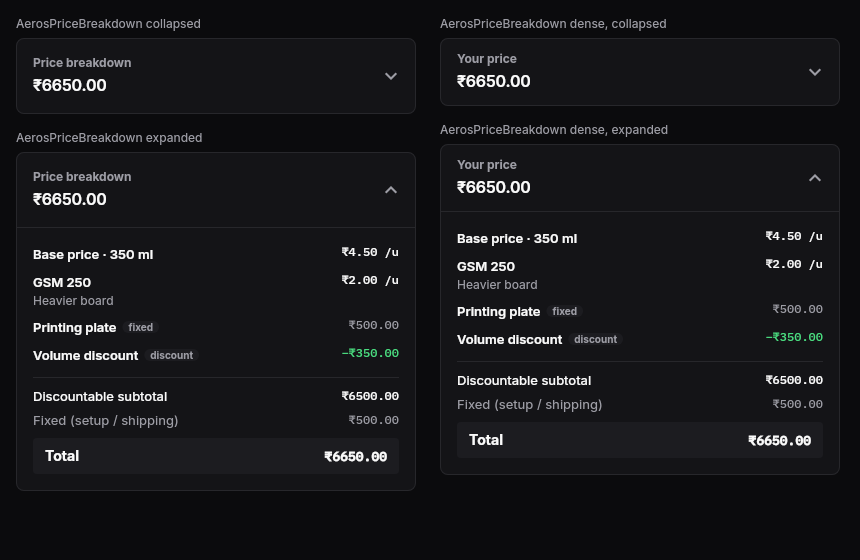 AerosPriceBreakdown collapsed
Price breakdown
₹6650.00
AerosPriceBreakdown expanded
Price breakdown
₹6650.00
Base price · 350 ml ₹4.50 /u
GSM 250 ₹2.00 /u
Heavier board
Printing plate fixed ₹500.00
Volume discount discount −₹350.00
Discountable subtotal ₹6500.00
Fixed (setup / shipping) ₹500.00
Total ₹6650.00
AerosPriceBreakdown dense, collapsed
Your price
₹6650.00
AerosPriceBreakdown dense, expanded
Your price
₹6650.00
Base price · 350 ml ₹4.50 /u
GSM 250 ₹2.00 /u
Heavier board
Printing plate fixed ₹500.00
Volume discount discount −₹350.00
Discountable subtotal ₹6500.00
Fixed (setup / shipping) ₹500.00
Total ₹6650.00